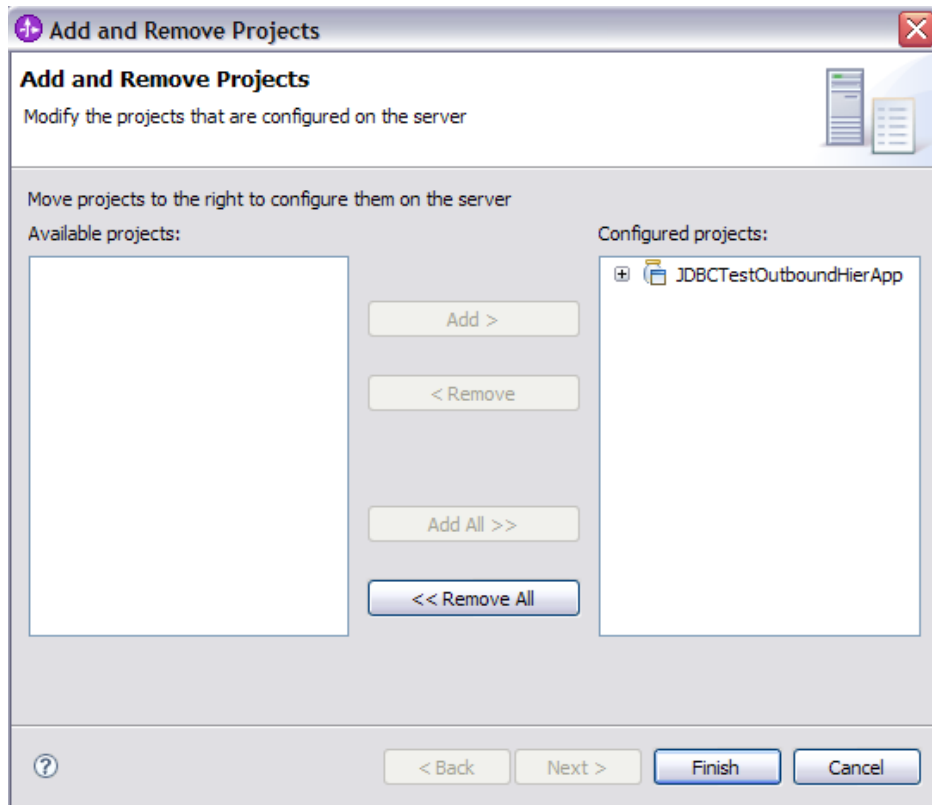 Add and Remove Projects
Add and Remove Projects
Modify the projects that are configured on the server
Move projects to the right to configure them on the server
Available projects:
Configured projects:
JDBCTestOutboundHierApp
Add >
< Remove
Add All >>
<< Remove All
?
< Back
Next >
Finish
Cancel